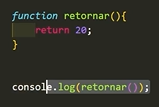 function retornar(){
    return 20;
}
console.log(retornar());